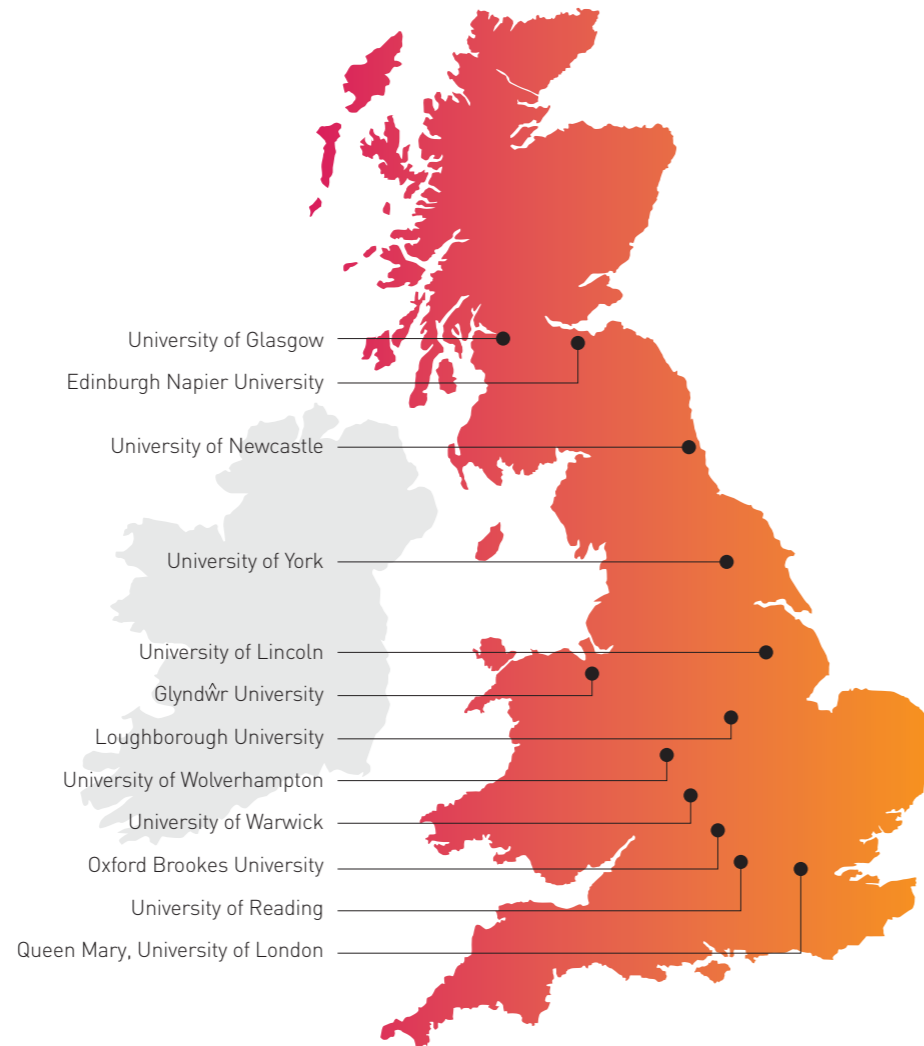 University of Glasgow
Edinburgh Napier University
University of Newcastle
University of York
University of Lincoln
Glyndŵr University
Loughborough University
University of Wolverhampton
University of Warwick
Oxford Brookes University
University of Reading
Queen Mary, University of London